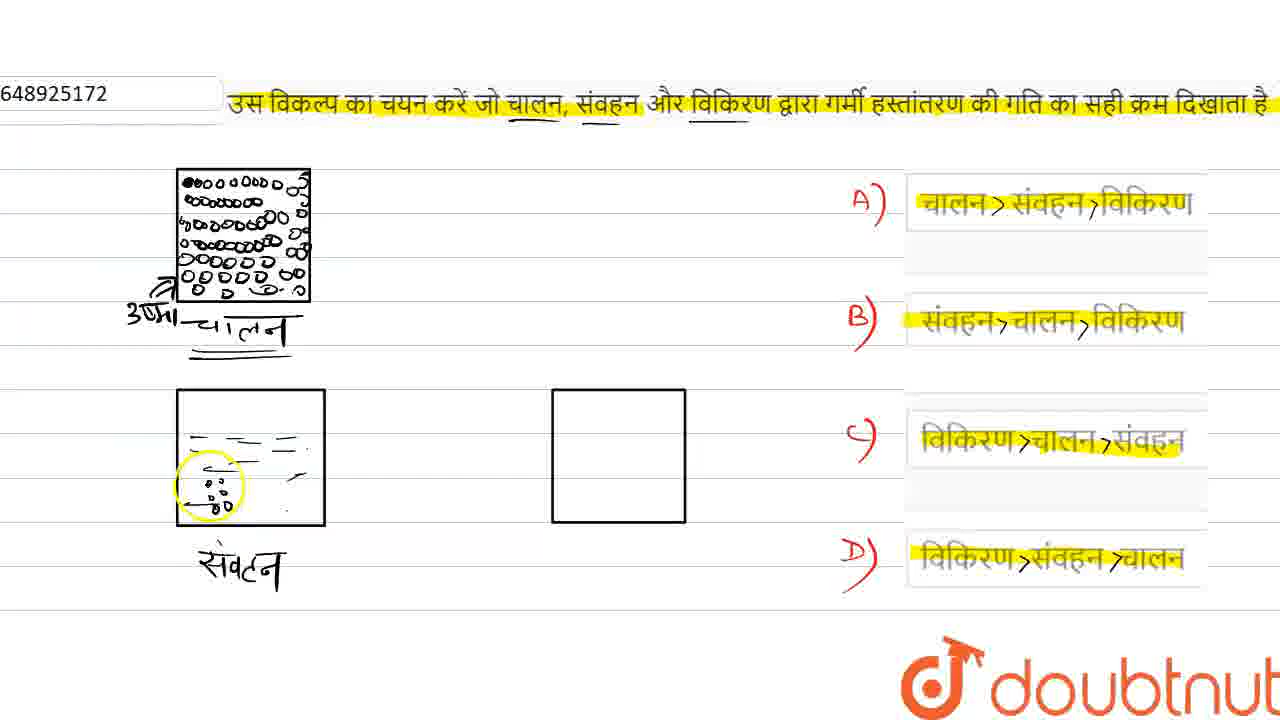 648925172
उस विकल्प का चयन करें जो चालन, संवहन और विकिरण द्वारा गर्मी हस्तांतरण की गति का सही क्रम दिखाता है
A) चालन > संवहन > विकिरण
उष्मा
चालन
B) संवहन > चालन > विकिरण
C) विकिरण > चालन > संवहन
संवहन
D) विकिरण > संवहन > चालन
doubtnut